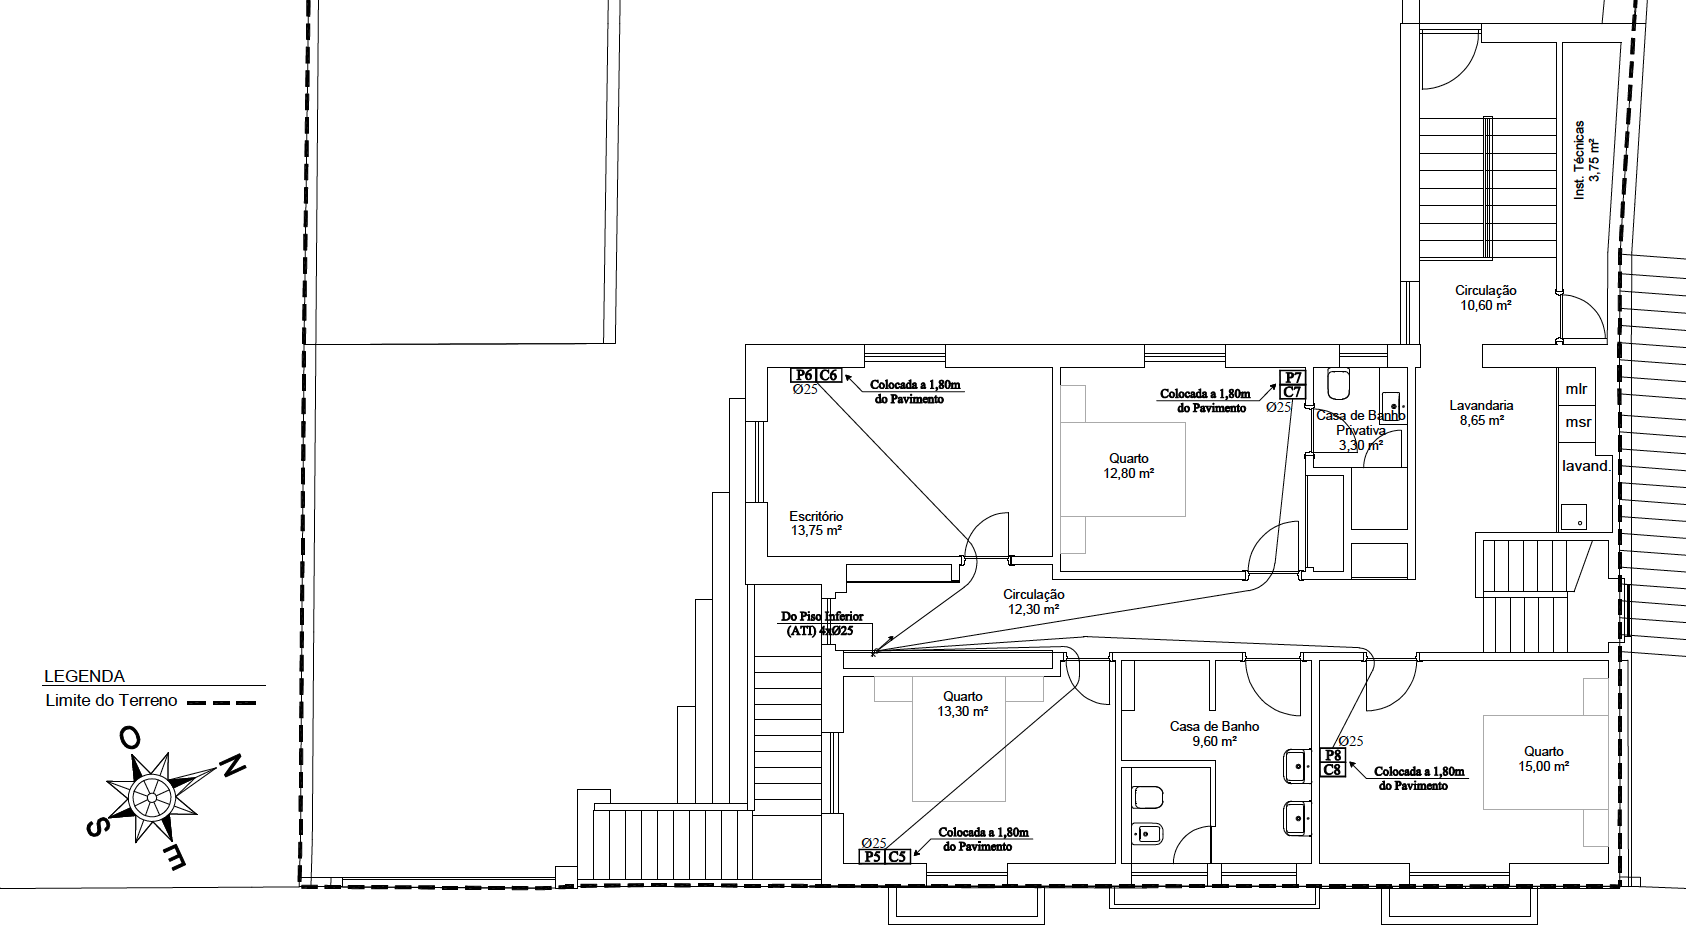 Inst. Técnicas
3,75 m²
Circulação
10,60 m²
P6 C6
Ø25
Colocada a 1,80m
do Pavimento
Colocada a 1,80m
do Pavimento
P7
C7
Ø25
Casa de Banho
Privativa
3,30 m²
Lavandaria
8,65 m²
mlr
msr
lavand.
Quarto
12,80 m²
Escritório
13,75 m²
Circulação
12,30 m²
Do Piso Inferior
(ATI) 4xØ25
LEGENDA
Limite do Terreno
O
N
S
E
Quarto
13,30 m²
Casa de Banho
9,60 m²
Ø25
P8
C8
Colocada a 1,80m
do Pavimento
Quarto
15,00 m²
Ø25
P5 C5
Colocada a 1,80m
do Pavimento